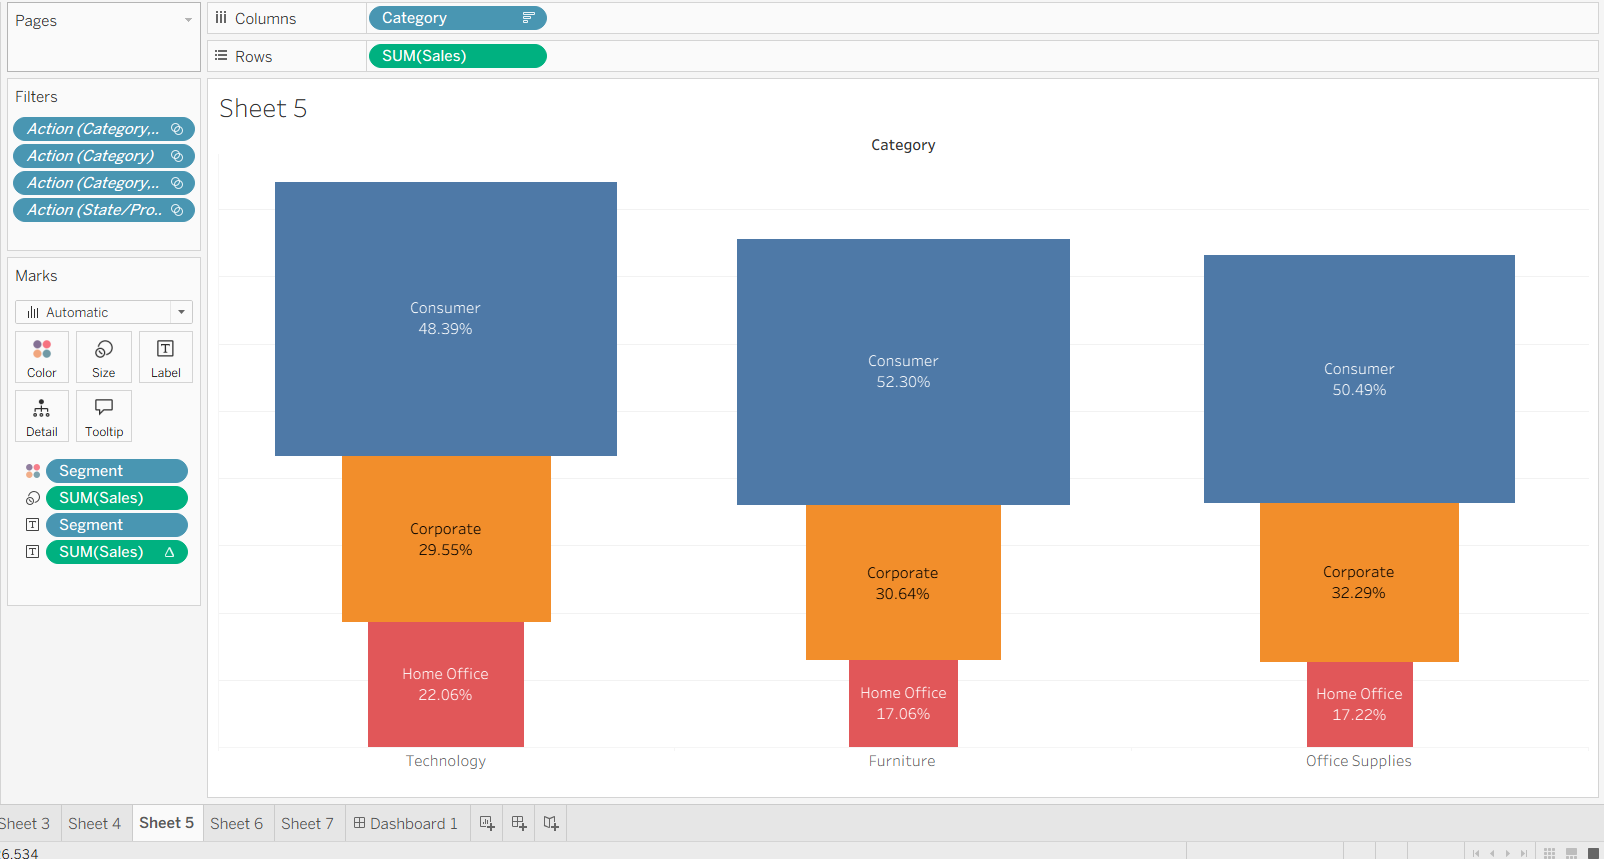 Pages
Columns
Category
Rows
SUM(Sales)
Filters
Action (Category,..
Action (Category)
Action (Category,..
Action (State/Pro..
Marks
Automatic
Color
Size
Label
Detail
Tooltip
Segment
SUM(Sales)
Segment
SUM(Sales) Δ
Sheet 5
Category
Consumer
48.39%
Corporate
29.55%
Home Office
22.06%
Technology
Consumer
52.30%
Corporate
30.64%
Home Office
17.06%
Furniture
Consumer
50.49%
Corporate
32.29%
Home Office
17.22%
Office Supplies
Sheet 3
Sheet 4
Sheet 5
Sheet 6
Sheet 7
Dashboard 1
6.534